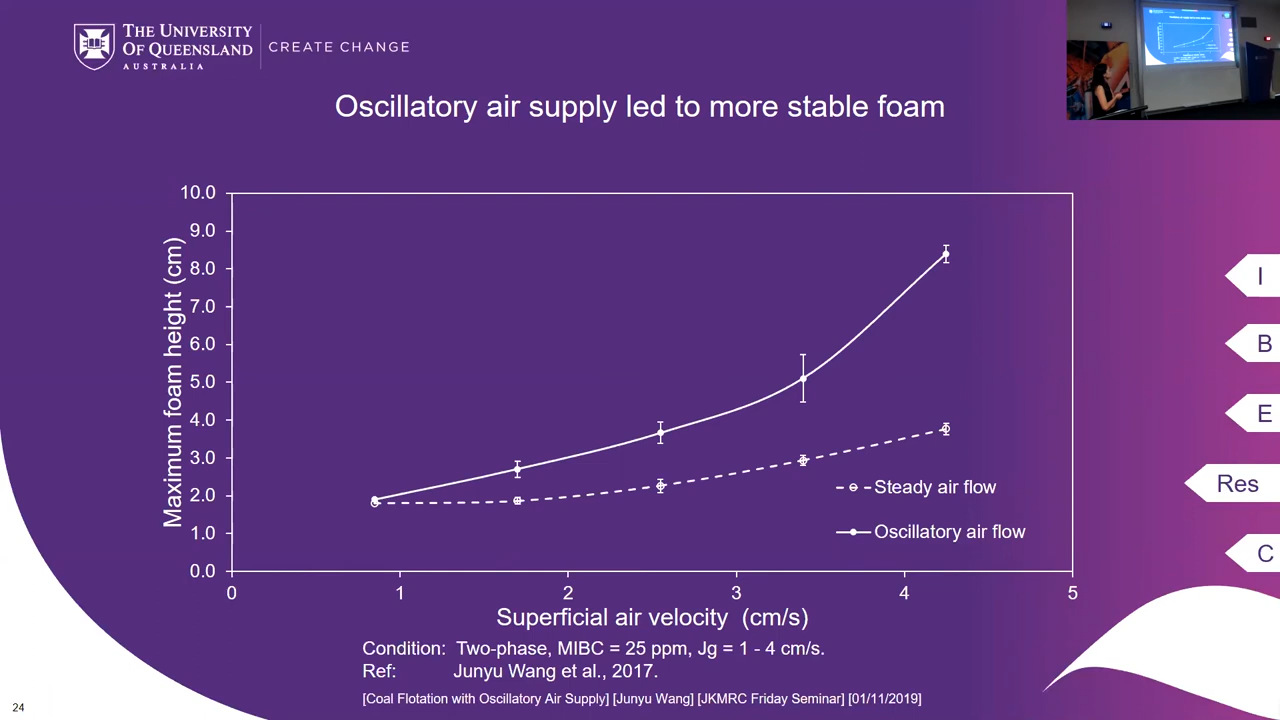 THE UNIVERSITY
OF QUEENSLAND
AUSTRALIA
CREATE CHANGE
Oscillatory air supply led to more stable foam
Maximum foam height (cm)
10.0
9.0
8.0
7.0
6.0
5.0
4.0
3.0
2.0
1.0
0.0
Steady air flow
Oscillatory air flow
0 1 2 3 4 5
Superficial air velocity (cm/s)
I
B
E
Res
C
Condition: Two-phase, MIBC = 25 ppm, Jg = 1 - 4 cm/s.
Ref: Junyu Wang et al., 2017.
[Coal Flotation with Oscillatory Air Supply] [Junyu Wang] [JKMRC Friday Seminar] [01/11/2019]
24